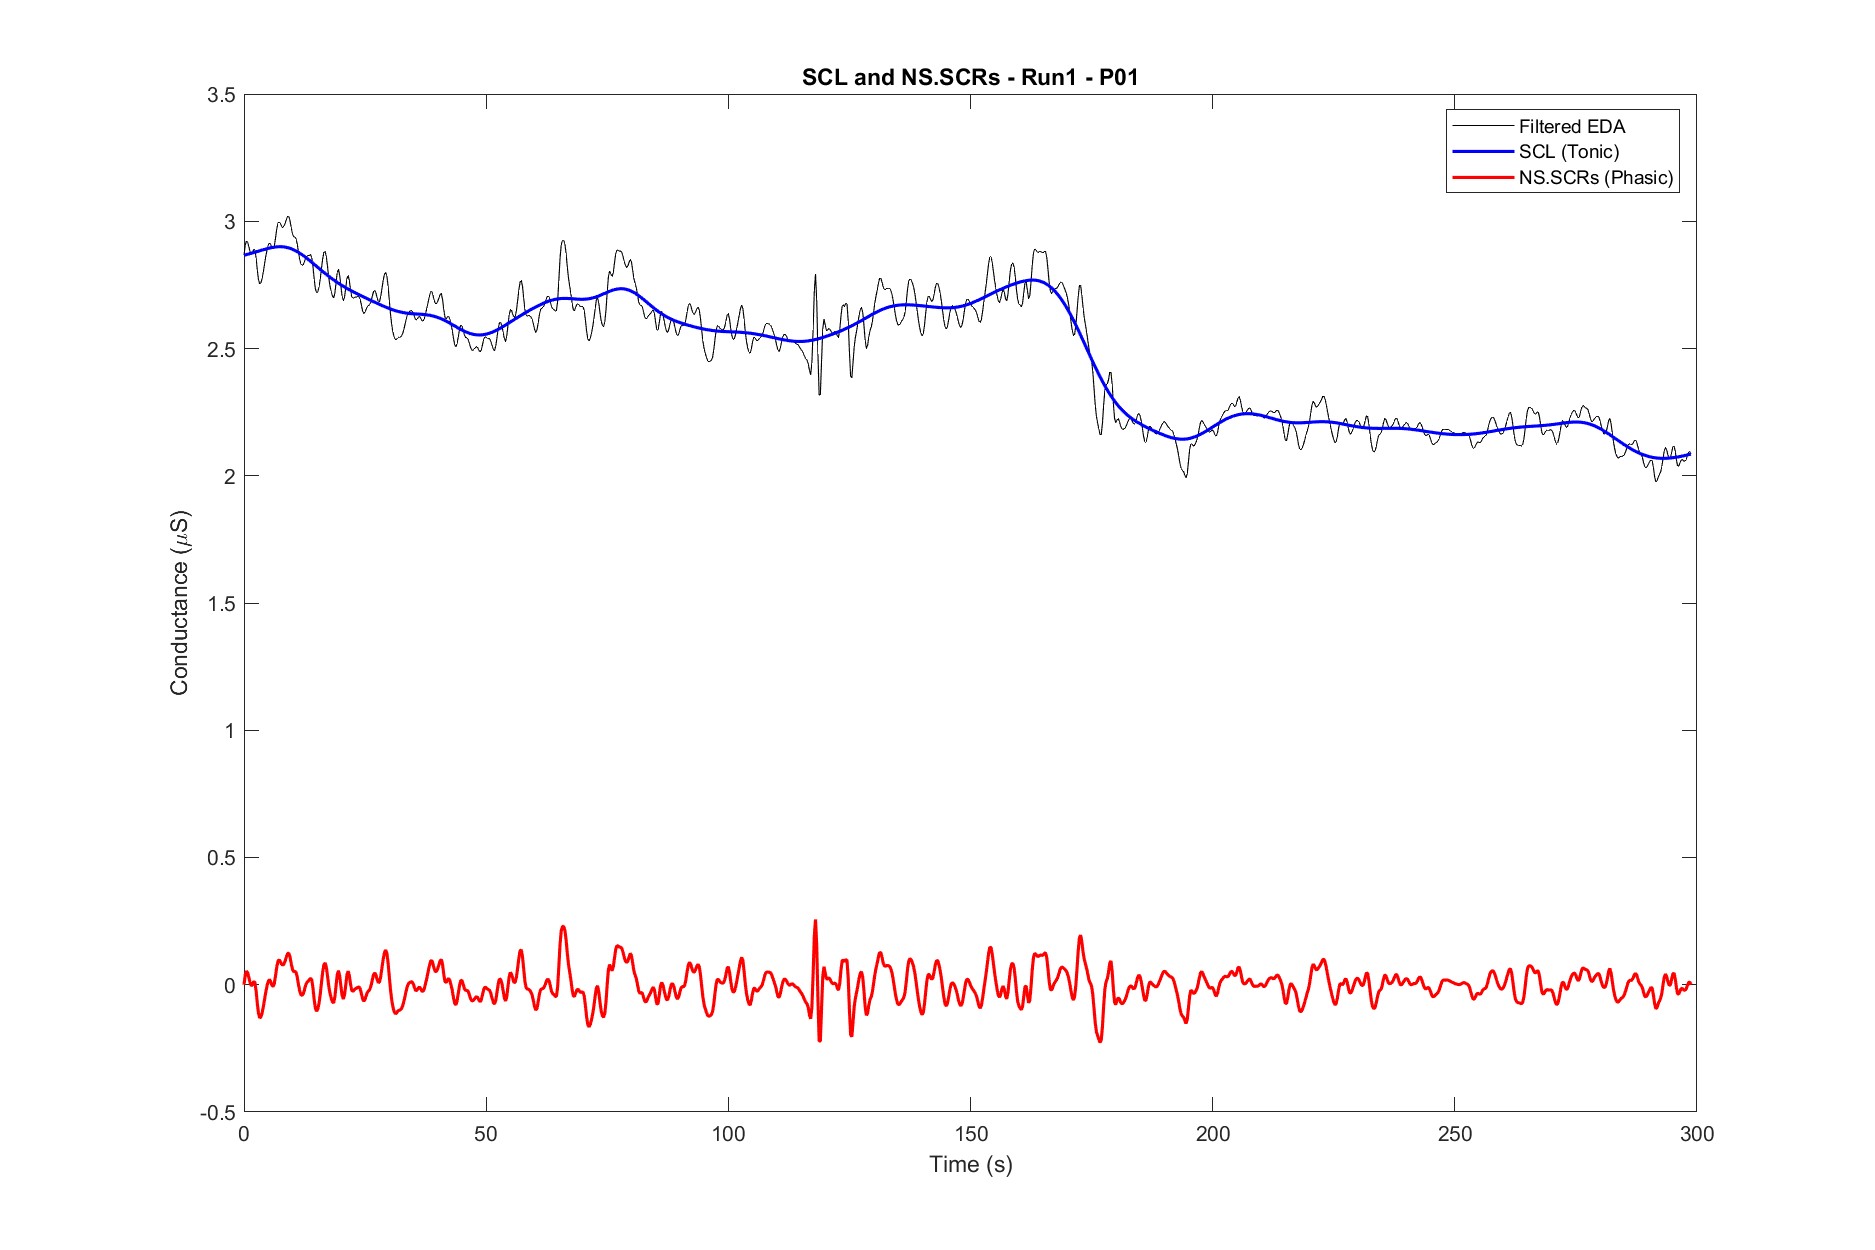 SCL and NS.SCRs - Run1 - P01
3.5
3
2.5
2
1.5
1
0.5
0
-0.5
Conductance (μS)
Filtered EDA
SCL (Tonic)
NS.SCRs (Phasic)
0 50 100 150 200 250 300
Time (s)